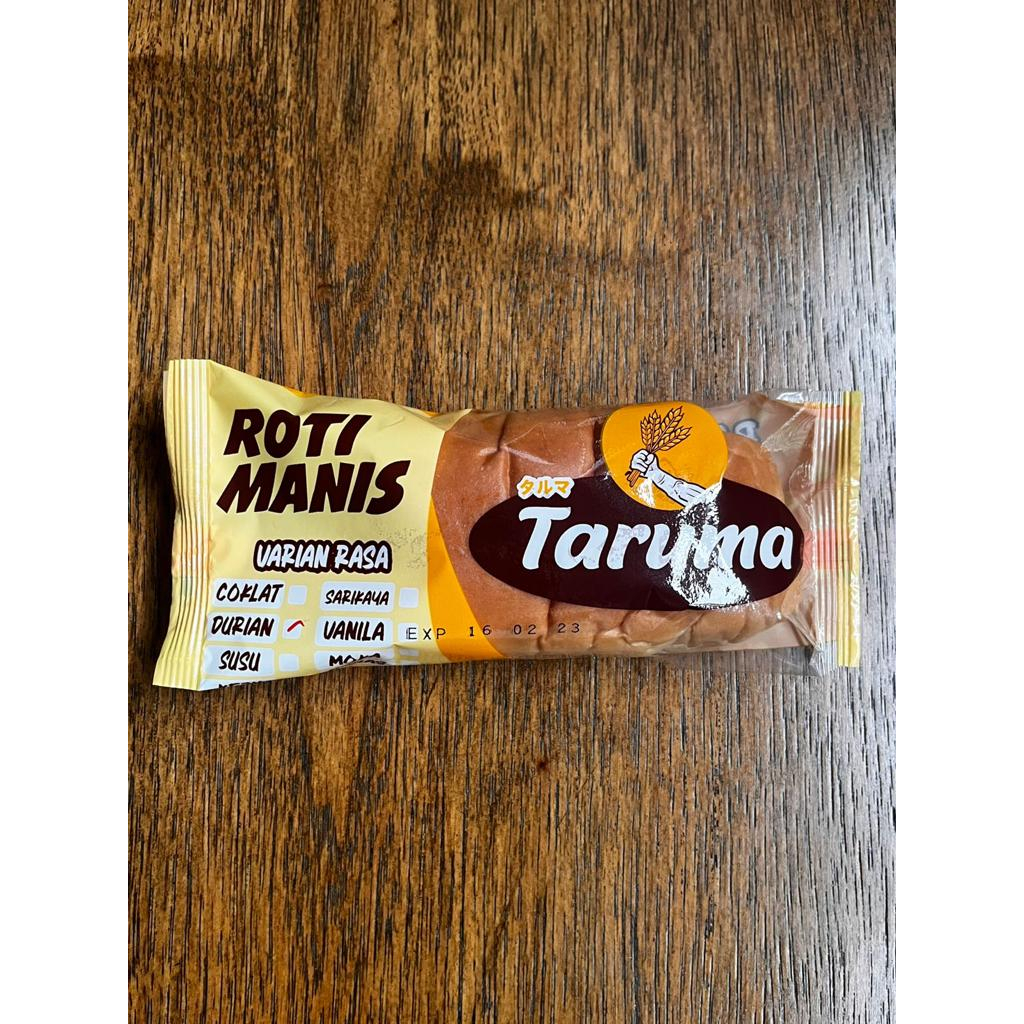 ROTI
MANIS
VARIAN RASA
COKLAT
SARIKAYA
DURIAN
VANILA
SUSU
タルマ
Taruma
EXP 16 02 23